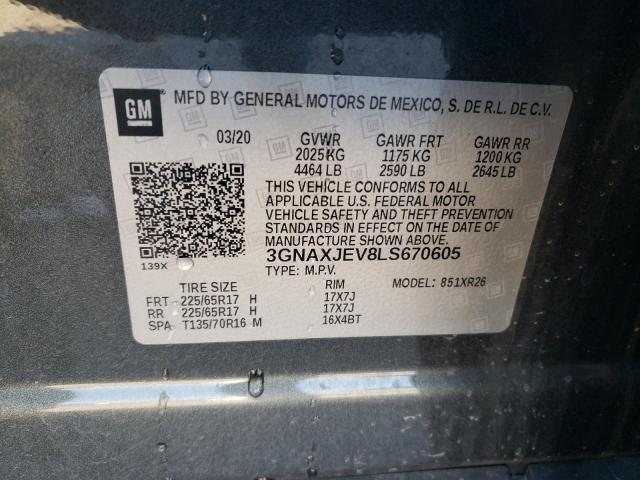 GM
MFD BY GENERAL MOTORS DE MEXICO, S. DE R.L. DE C.V.
03/20 GVWR GAWR FRT GAWR RR
2025 KG 1175 KG 1200 KG
4464 LB 2590 LB 2645 LB
THIS VEHICLE CONFORMS TO ALL
APPLICABLE U.S. FEDERAL MOTOR
VEHICLE SAFETY AND THEFT PREVENTION
STANDARDS IN EFFECT ON THE DATE OF
MANUFACTURE SHOWN ABOVE.
3GNAXJEV8LS670605
139X
TYPE: M.P.V. MODEL: 851XR26
TIRE SIZE RIM
FRT 225/65R17 H 17X7J
RR 225/65R17 H 17X7J
SPA T135/70R16 M 16X4BT